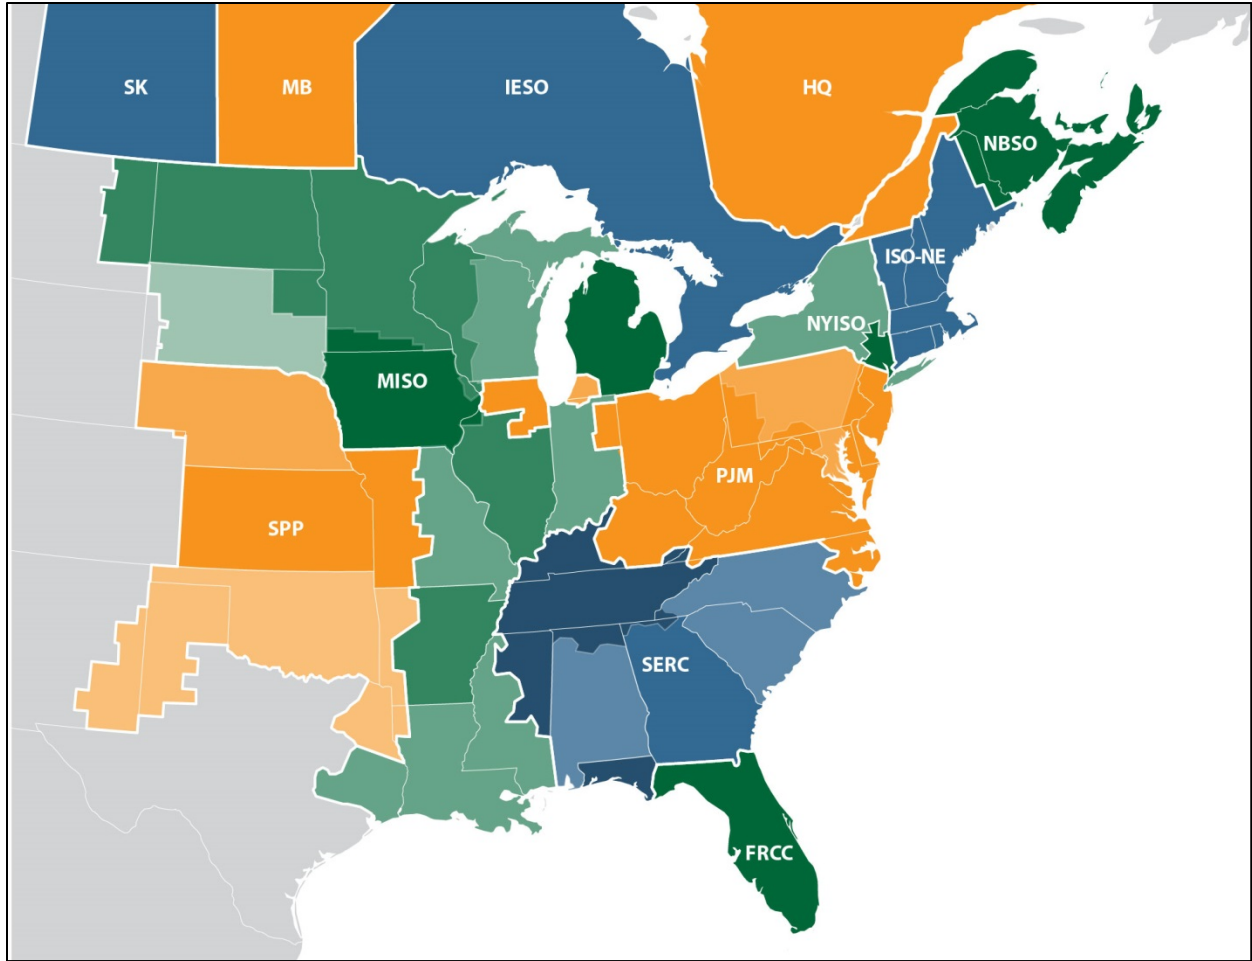 SK
MB
IESO
HQ
NBSO
ISO-NE
NYISO
MISO
PJM
SPP
SERC
FRCC